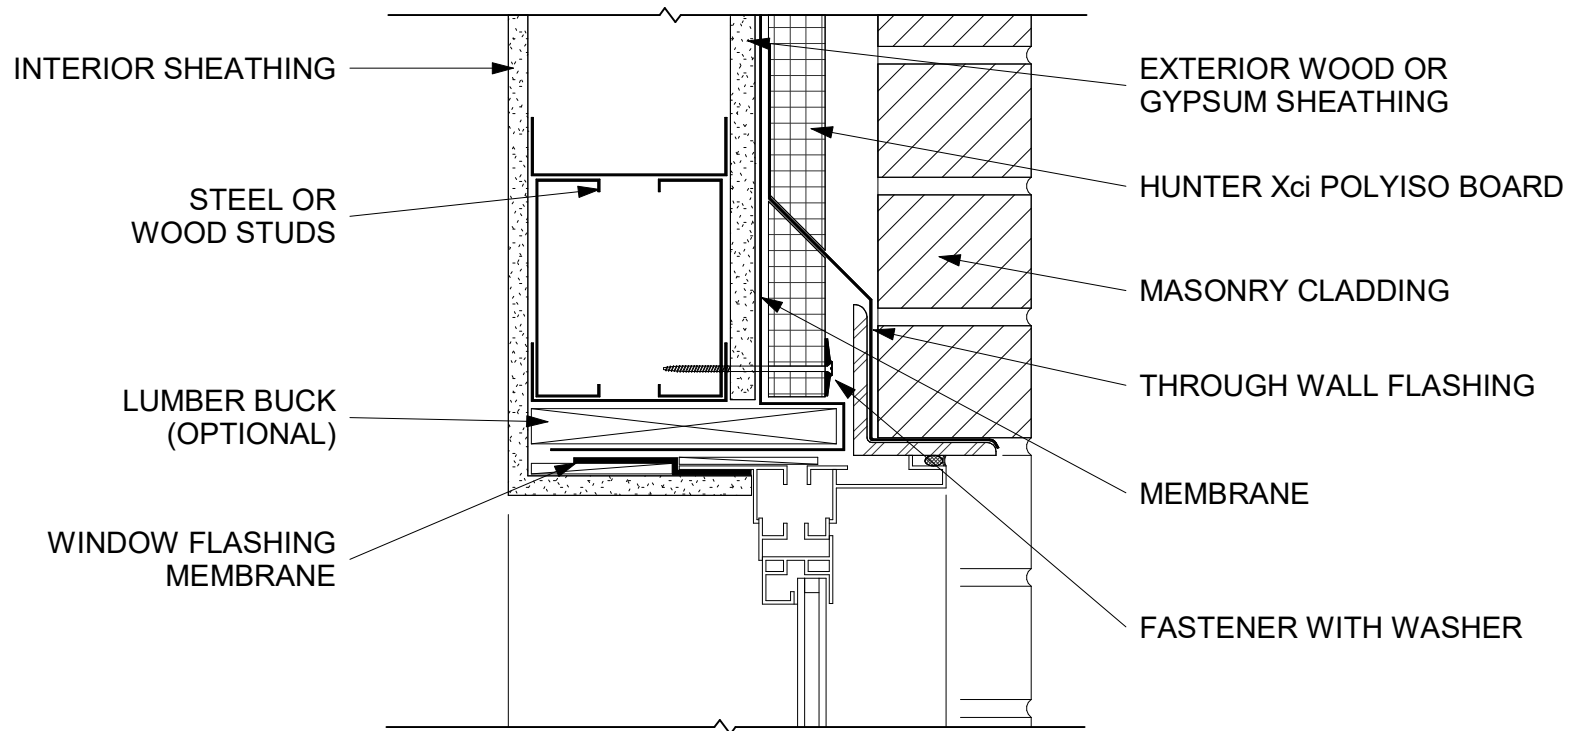 INTERIOR SHEATHING
STEEL OR
WOOD STUDS
LUMBER BUCK
(OPTIONAL)
WINDOW FLASHING
MEMBRANE
EXTERIOR WOOD OR
GYPSUM SHEATHING
HUNTER Xci POLYISO BOARD
MASONRY CLADDING
THROUGH WALL FLASHING
MEMBRANE
FASTENER WITH WASHER